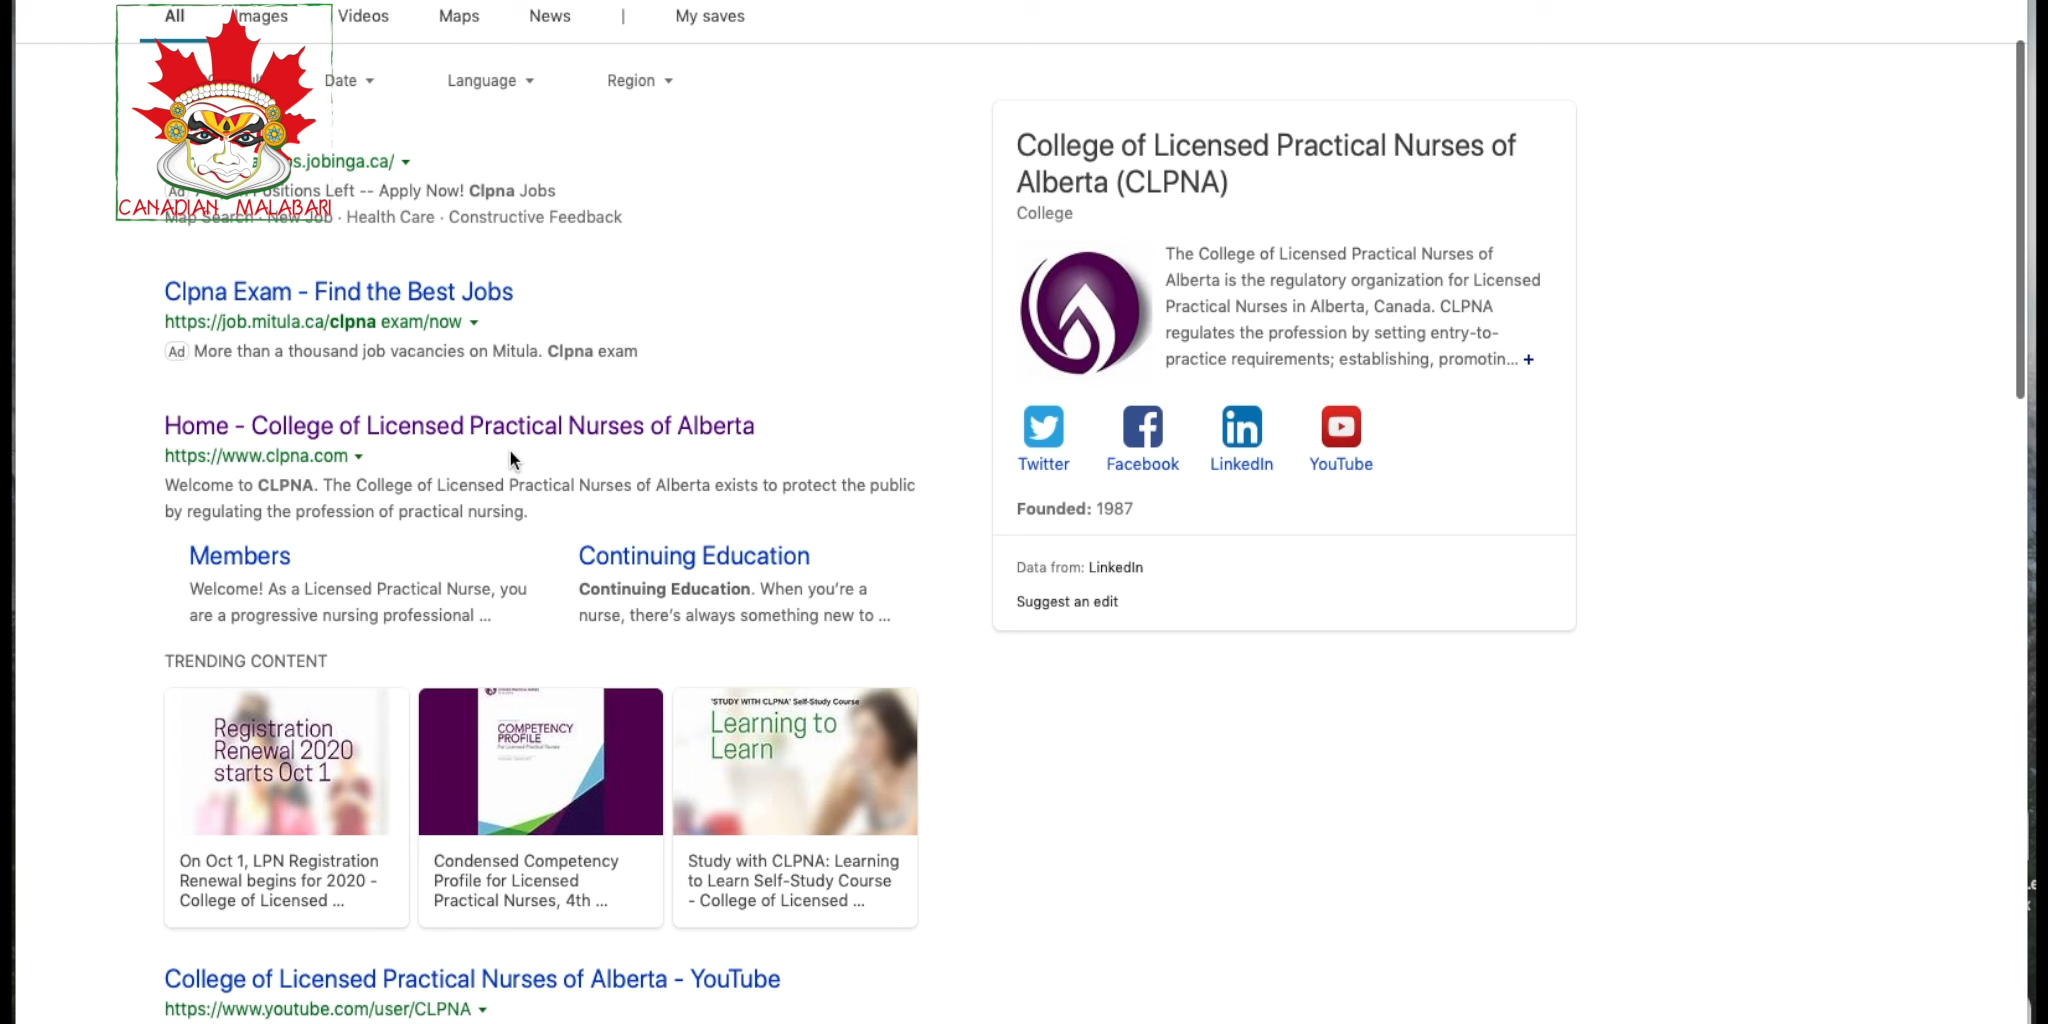 All
Images
Videos
Maps
News
|
My saves
Date
Language
Region
s.jobinga.ca/
Ad
sitions Left -- Apply Now! Clpna Jobs
CANADIAN MALABARI
Map Search · New Job · Health Care · Constructive Feedback
Clpna Exam - Find the Best Jobs
https://job.mitula.ca/clpna exam/now
Ad More than a thousand job vacancies on Mitula. Clpna exam
Home - College of Licensed Practical Nurses of Alberta
https://www.clpna.com
Welcome to CLPNA. The College of Licensed Practical Nurses of Alberta exists to protect the public
by regulating the profession of practical nursing.
Members
Welcome! As a Licensed Practical Nurse, you
are a progressive nursing professional ...
Continuing Education
Continuing Education. When you're a
nurse, there's always something new to ...
TRENDING CONTENT
Registration
Renewal 2020
starts Oct 1
On Oct 1, LPN Registration
Renewal begins for 2020 -
College of Licensed ...
COMPETENCY
PROFILE
For Licensed Practical Nurses
Condensed Competency
Profile for Licensed
Practical Nurses, 4th ...
'STUDY WITH CLPNA' Self-Study Course
Learning to
Learn
Study with CLPNA: Learning
to Learn Self-Study Course
- College of Licensed ...
College of Licensed Practical Nurses of Alberta - YouTube
https://www.youtube.com/user/CLPNA
College of Licensed Practical Nurses of
Alberta (CLPNA)
College
The College of Licensed Practical Nurses of
Alberta is the regulatory organization for Licensed
Practical Nurses in Alberta, Canada. CLPNA
regulates the profession by setting entry-to-
practice requirements; establishing, promotin... +
Twitter
Facebook
LinkedIn
YouTube
Founded: 1987
Data from: LinkedIn
Suggest an edit